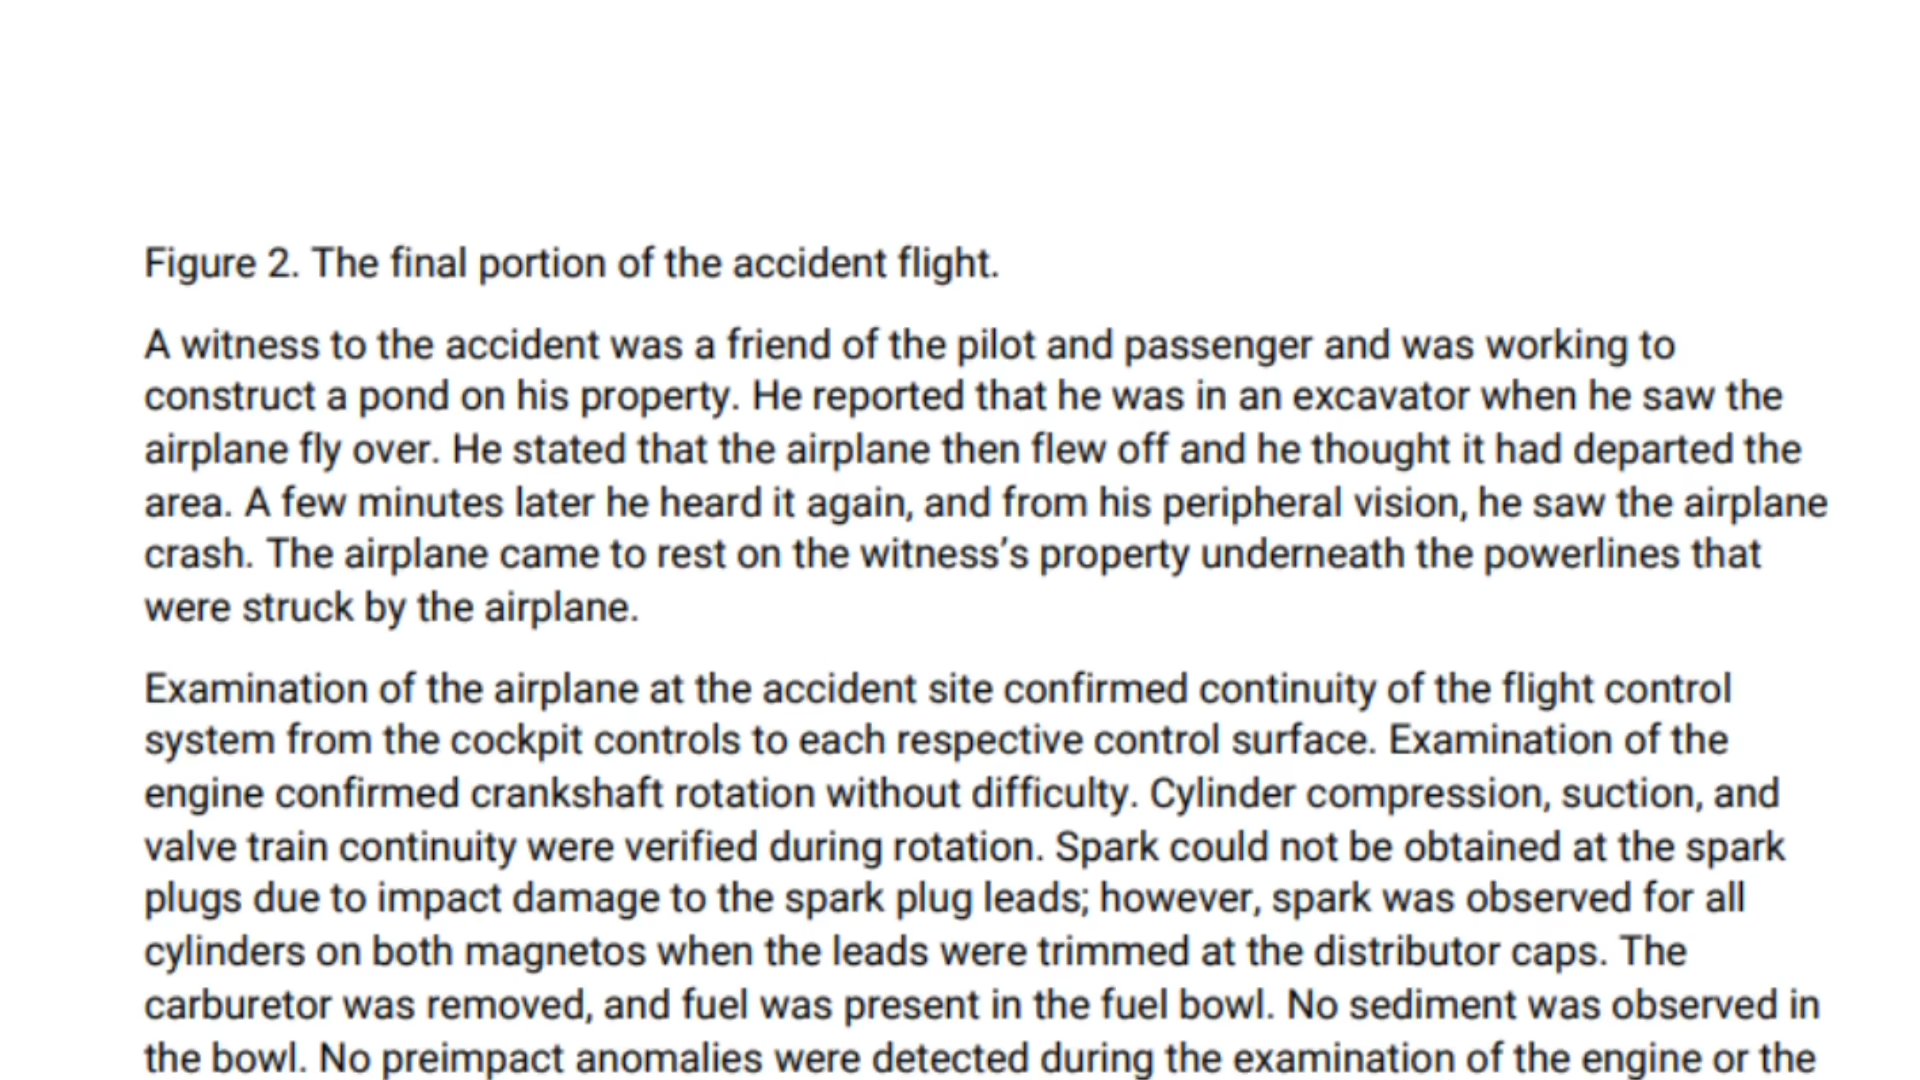 Figure 2. The final portion of the accident flight.
A witness to the accident was a friend of the pilot and passenger and was working to
construct a pond on his property. He reported that he was in an excavator when he saw the
airplane fly over. He stated that the airplane then flew off and he thought it had departed the
area. A few minutes later he heard it again, and from his peripheral vision, he saw the airplane
crash. The airplane came to rest on the witness’s property underneath the powerlines that
were struck by the airplane.
Examination of the airplane at the accident site confirmed continuity of the flight control
system from the cockpit controls to each respective control surface. Examination of the
engine confirmed crankshaft rotation without difficulty. Cylinder compression, suction, and
valve train continuity were verified during rotation. Spark could not be obtained at the spark
plugs due to impact damage to the spark plug leads; however, spark was observed for all
cylinders on both magnetos when the leads were trimmed at the distributor caps. The
carburetor was removed, and fuel was present in the fuel bowl. No sediment was observed in
the bowl. No preimpact anomalies were detected during the examination of the engine or the